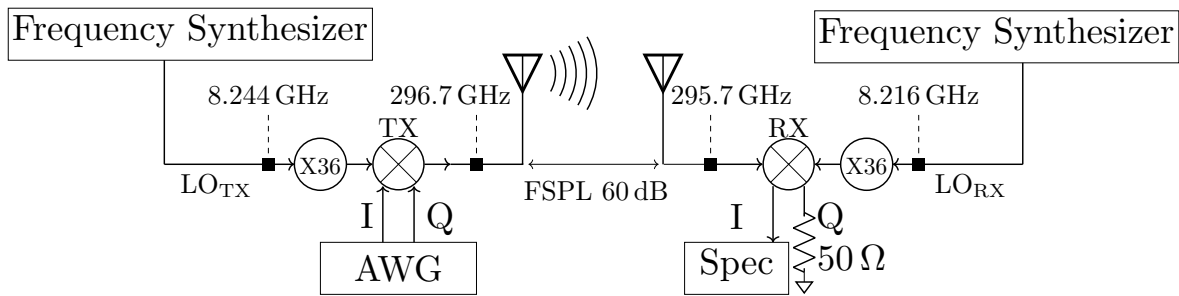 Frequency Synthesizer
Frequency Synthesizer
8.244 GHz
296.7 GHz
295.7 GHz
8.216 GHz
TX
RX
X36
X36
LO_TX
FSPL 60 dB
LO_RX
I
Q
I
Q
AWG
Spec
50 Ω